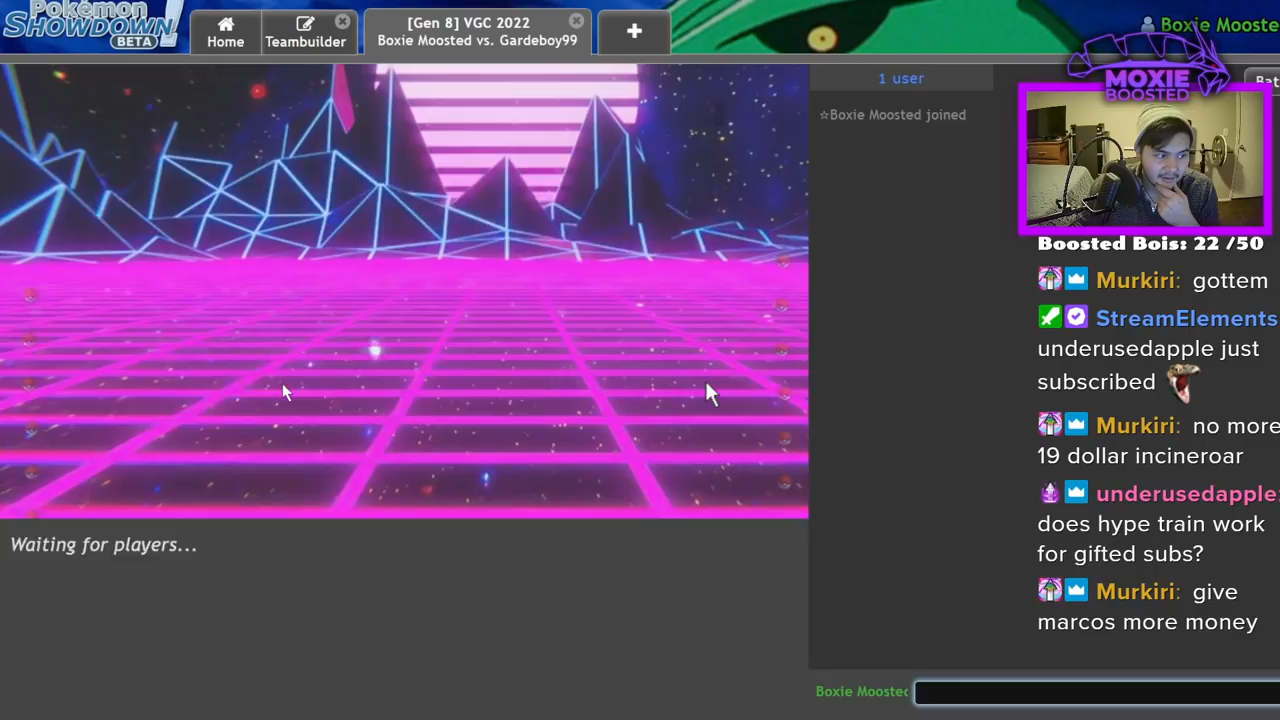 Pokémon
SHOWDOWN!
BETA
Home
Teambuilder
[Gen 8] VGC 2022
Boxie Moosted vs. Gardeboy99
Boxie Mooste
1 user
☆Boxie Moosted joined
Bat
MOXIE
BOOSTED
Boosted Bois: 22 /50
Murkiri: gottem
StreamElements
underusedapple just
subscribed
Murkiri: no more
19 dollar incineroar
underusedapple:
does hype train work
for gifted subs?
Murkiri: give
marcos more money
Waiting for players...
Boxie Moosted